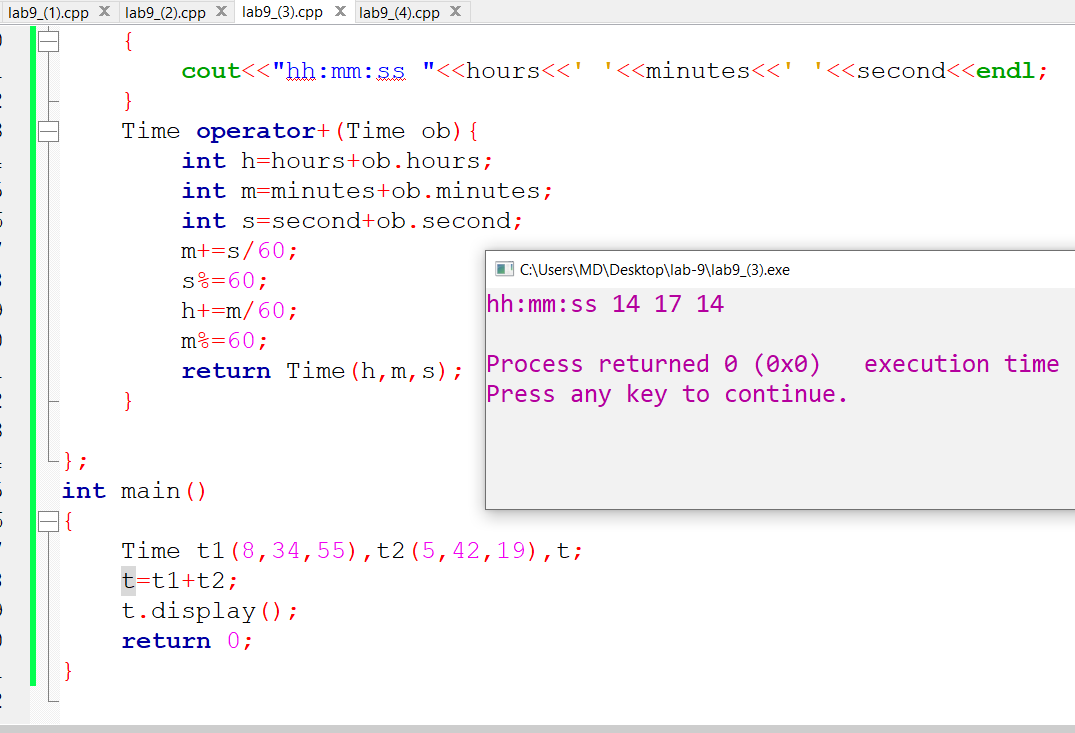 lab9_(1).cpp X lab9_(2).cpp X lab9_(3).cpp X lab9_(4).cpp X
{
cout<<"hh:mm:ss "<<hours<<' '<<minutes<<' '<<second<<endl;
}
Time operator+(Time ob){
int h=hours+ob.hours;
int m=minutes+ob.minutes;
int s=second+ob.second;
m+=s/60;
s%=60;
h+=m/60;
m%=60;
return Time(h,m,s);
}
};
int main()
{
Time t1(8,34,55),t2(5,42,19),t;
t=t1+t2;
t.display();
return 0;
}
C:\Users\MD\Desktop\lab-9\lab9_(3).exe
hh:mm:ss 14 17 14
Process returned 0 (0x0) execution time
Press any key to continue.